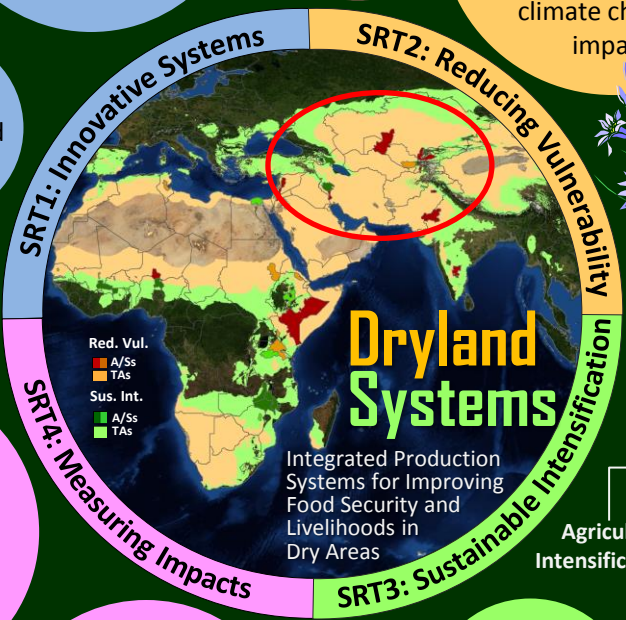 climate ch
impa
d
SRT1: Innovative Systems
SRT2: Reducing Vulnerability
Red. Vul.
A/Ss
TAs
Sus. Int.
A/Ss
TAs
Dryland
Systems
Integrated Production
Systems for Improving
Food Security and
Livelihoods in
Dry Areas
SRT4: Measuring Impacts
SRT3: Sustainable Intensification
Agricul
Intensific